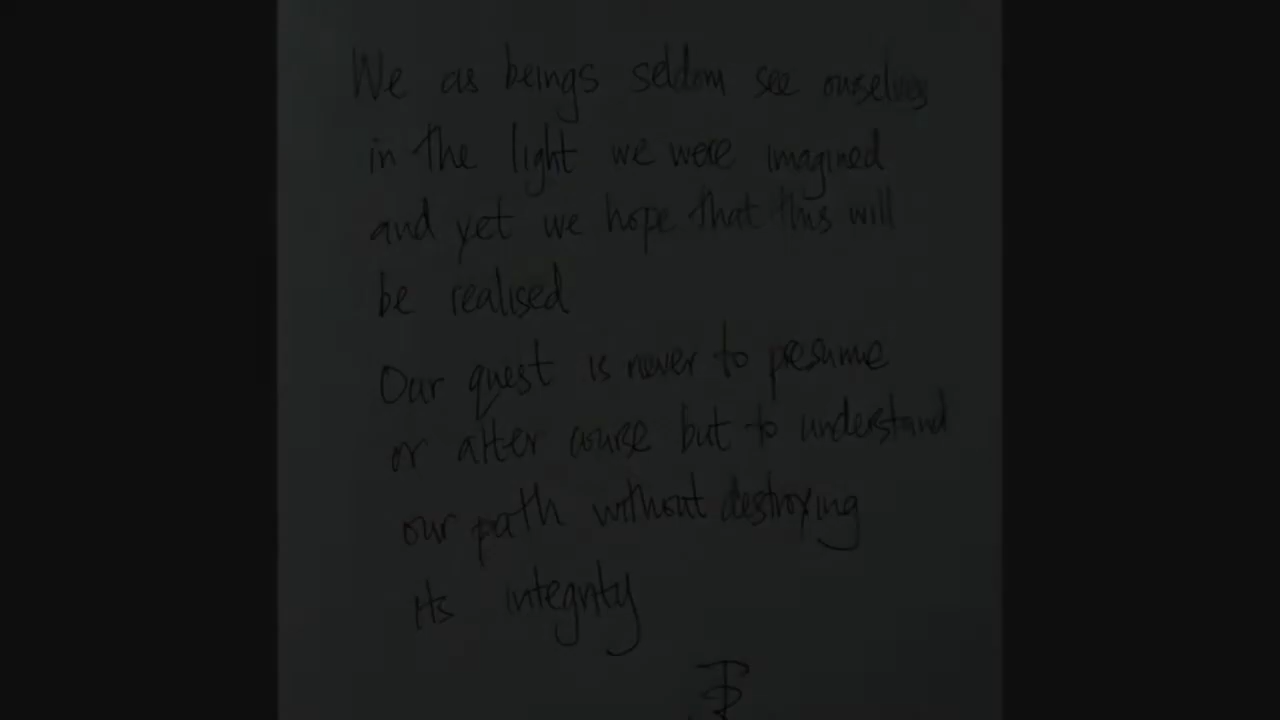 We as beings seldom see ourselves
in the light we were imagined
and yet we hope that this will
be realised
Our quest is never to presume
or alter course but to understand
our path without destroying
its integrity